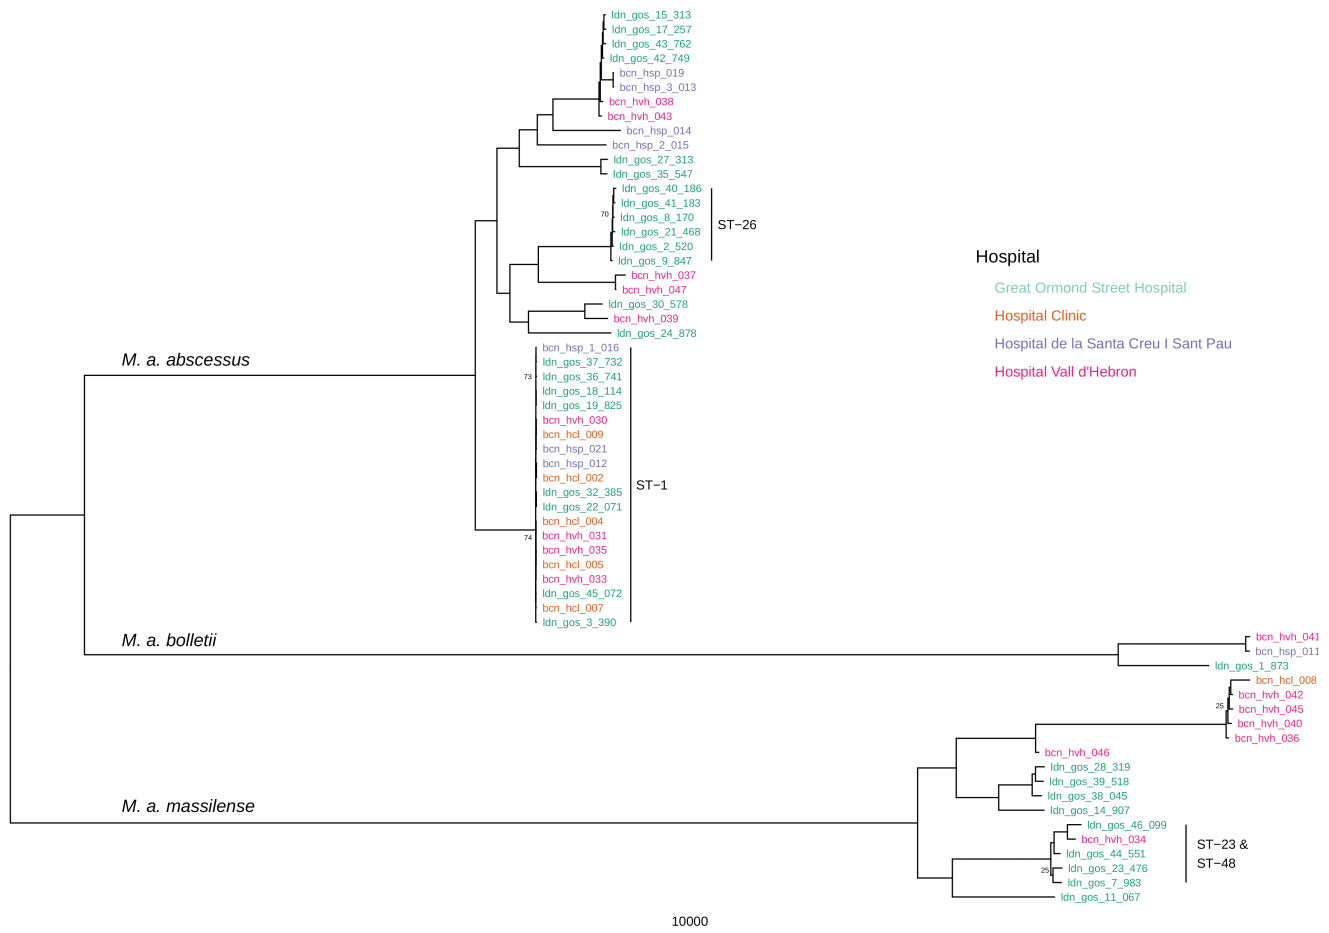 ldn_gos_15_313
ldn_gos_17_257
ldn_gos_43_762
ldn_gos_42_749
bcn_hsp_019
bcn_hsp_3_013
bcn_hvh_038
bcn_hvh_043
bcn_hsp_014
bcn_hsp_2_015
ldn_gos_27_313
ldn_gos_35_547
ldn_gos_40_186
ldn_gos_41_183
70
ldn_gos_8_170
ST−26
ldn_gos_21_468
ldn_gos_2_520
ldn_gos_9_847
bcn_hvh_037
bcn_hvh_047
ldn_gos_30_578
bcn_hvh_039
ldn_gos_24_878
Hospital
Great Ormond Street Hospital
Hospital Clinic
Hospital de la Santa Creu I Sant Pau
Hospital Vall d'Hebron
M. a. abscessus
bcn_hsp_1_016
ldn_gos_37_732
73
ldn_gos_36_741
ldn_gos_18_114
ldn_gos_19_825
bcn_hvh_030
bcn_hcl_009
bcn_hsp_021
bcn_hsp_012
bcn_hcl_002
ST−1
ldn_gos_32_385
ldn_gos_22_071
bcn_hcl_004
74
bcn_hvh_031
bcn_hvh_035
bcn_hcl_005
bcn_hvh_033
ldn_gos_45_072
bcn_hcl_007
ldn_gos_3_390
M. a. bolletii
bcn_hvh_041
bcn_hsp_011
ldn_gos_1_873
bcn_hcl_008
bcn_hvh_042
25
bcn_hvh_045
bcn_hvh_040
bcn_hvh_036
bcn_hvh_046
ldn_gos_28_319
ldn_gos_39_518
ldn_gos_38_045
M. a. massilense
ldn_gos_14_907
ldn_gos_46_099
bcn_hvh_034
ldn_gos_44_551
25
ldn_gos_23_476
ldn_gos_7_983
ST−23 &
ST−48
ldn_gos_11_067
10000